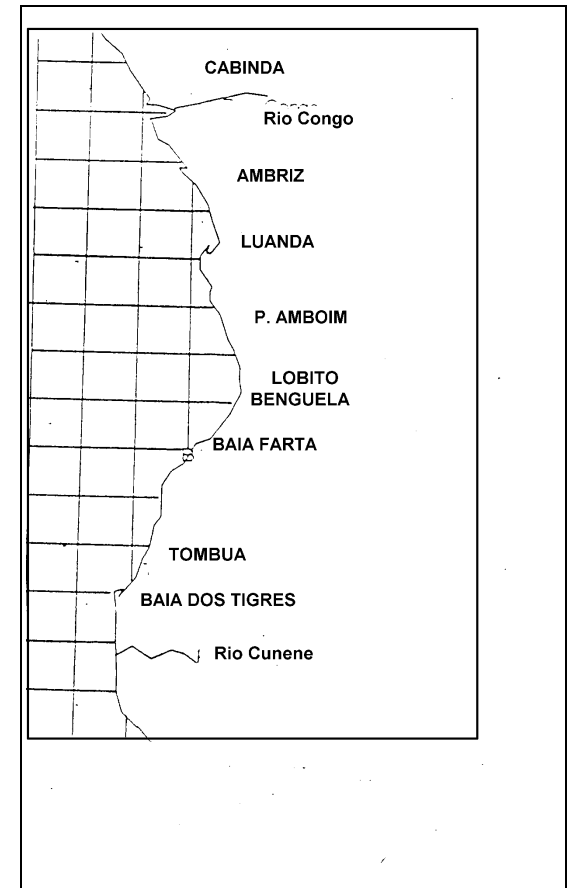 CABINDA
Rio Congo
AMBRIZ
LUANDA
P. AMBOIM
LOBITO
BENGUELA
BAIA FARTA
TOMBUA
BAIA DOS TIGRES
Rio Cunene